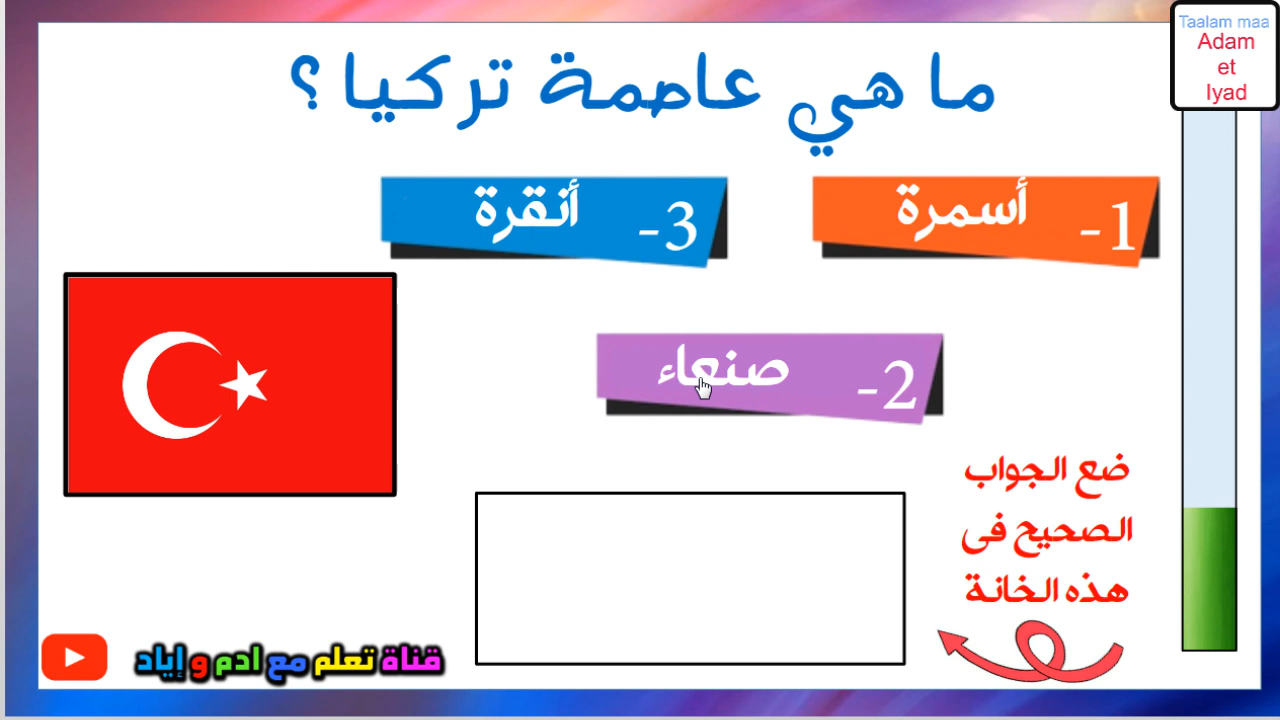 Taalam maa
Adam
et
Iyad
ما هي عاصمة تركيا؟
1- أسمرة
3- أنقرة
2- صنعاء
ضع الجواب
الصحيح فى
هذه الخانة
قناة تعلم مع ادم و إياد